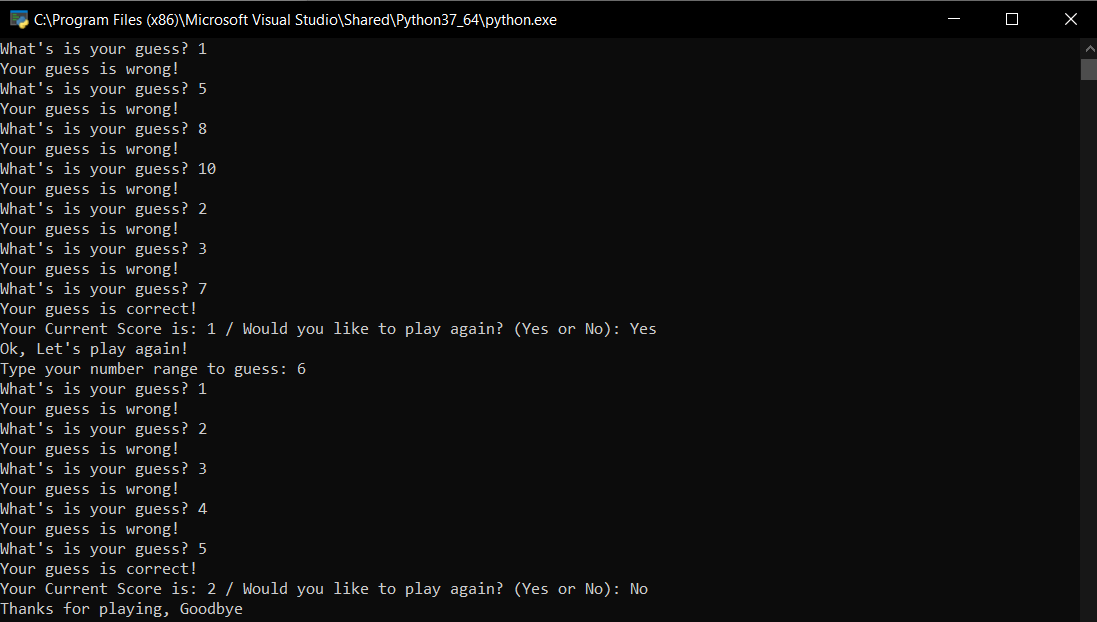 C:\Program Files (x86)\Microsoft Visual Studio\Shared\Python37_64\python.exe
What's is your guess? 1
Your guess is wrong!
What's is your guess? 5
Your guess is wrong!
What's is your guess? 8
Your guess is wrong!
What's is your guess? 10
Your guess is wrong!
What's is your guess? 2
Your guess is wrong!
What's is your guess? 3
Your guess is wrong!
What's is your guess? 7
Your guess is correct!
Your Current Score is: 1 / Would you like to play again? (Yes or No): Yes
Ok, Let's play again!
Type your number range to guess: 6
What's is your guess? 1
Your guess is wrong!
What's is your guess? 2
Your guess is wrong!
What's is your guess? 3
Your guess is wrong!
What's is your guess? 4
Your guess is wrong!
What's is your guess? 5
Your guess is correct!
Your Current Score is: 2 / Would you like to play again? (Yes or No): No
Thanks for playing, Goodbye